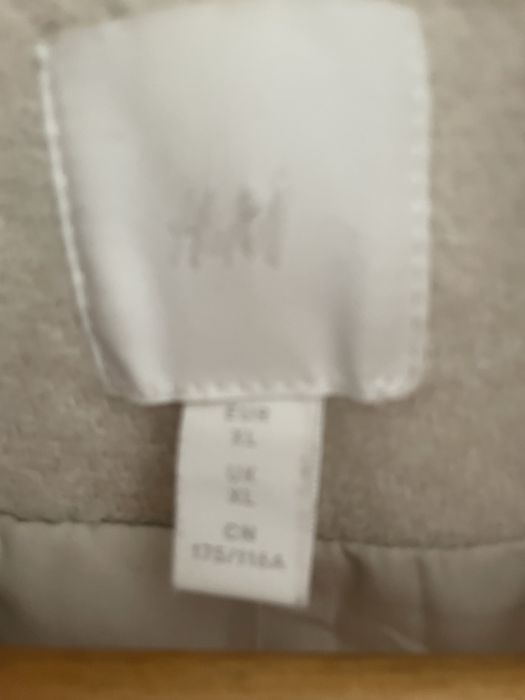 H&M
EUR
XL
UK
XL
CN
175/116A